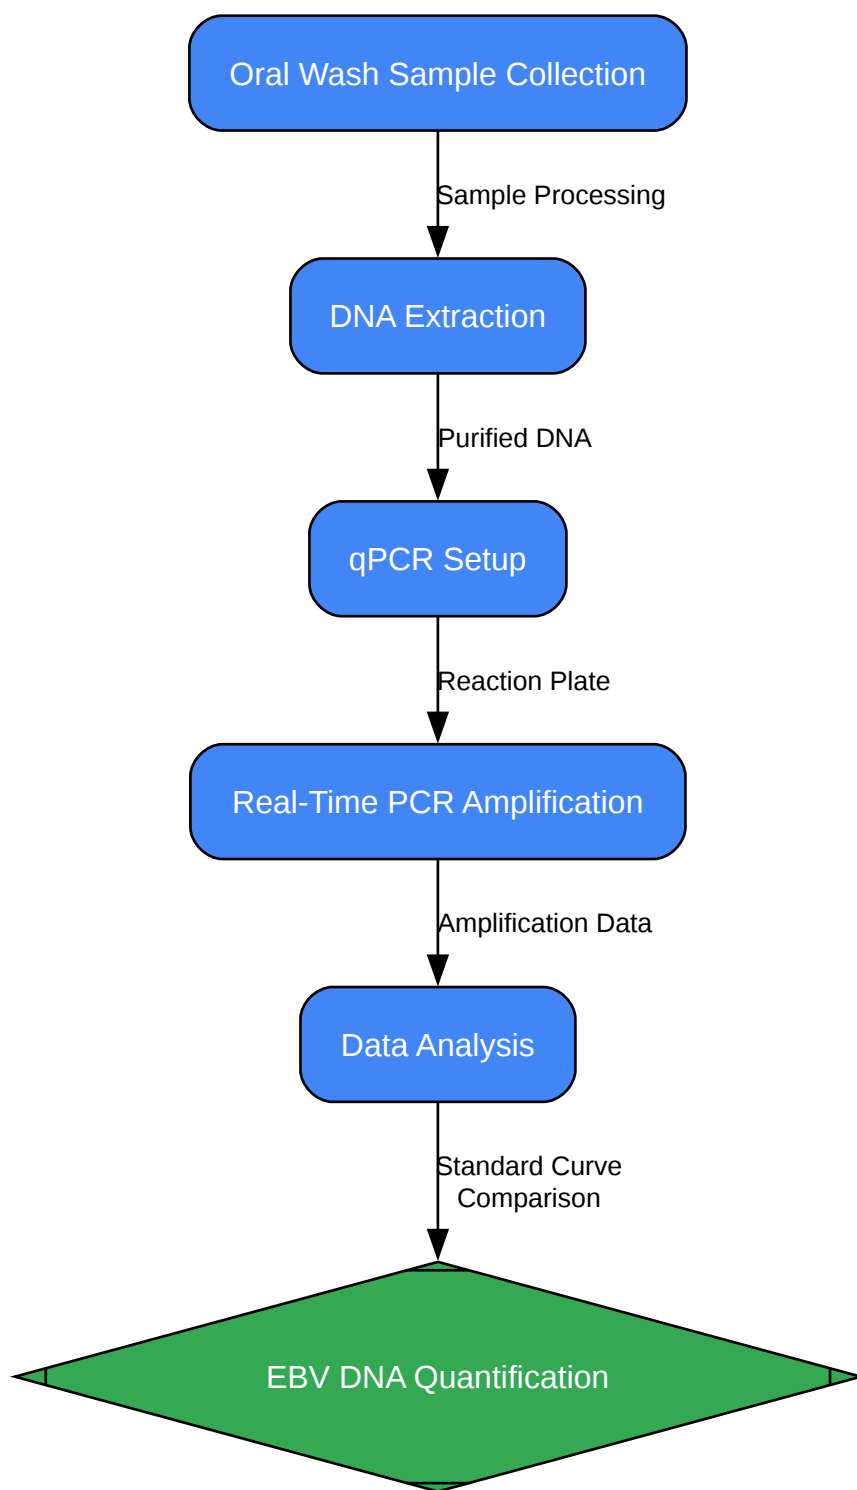 Oral Wash Sample Collection
Sample Processing
DNA Extraction
Purified DNA
qPCR Setup
Reaction Plate
Real-Time PCR Amplification
Amplification Data
Data Analysis
Standard Curve
Comparison
EBV DNA Quantification